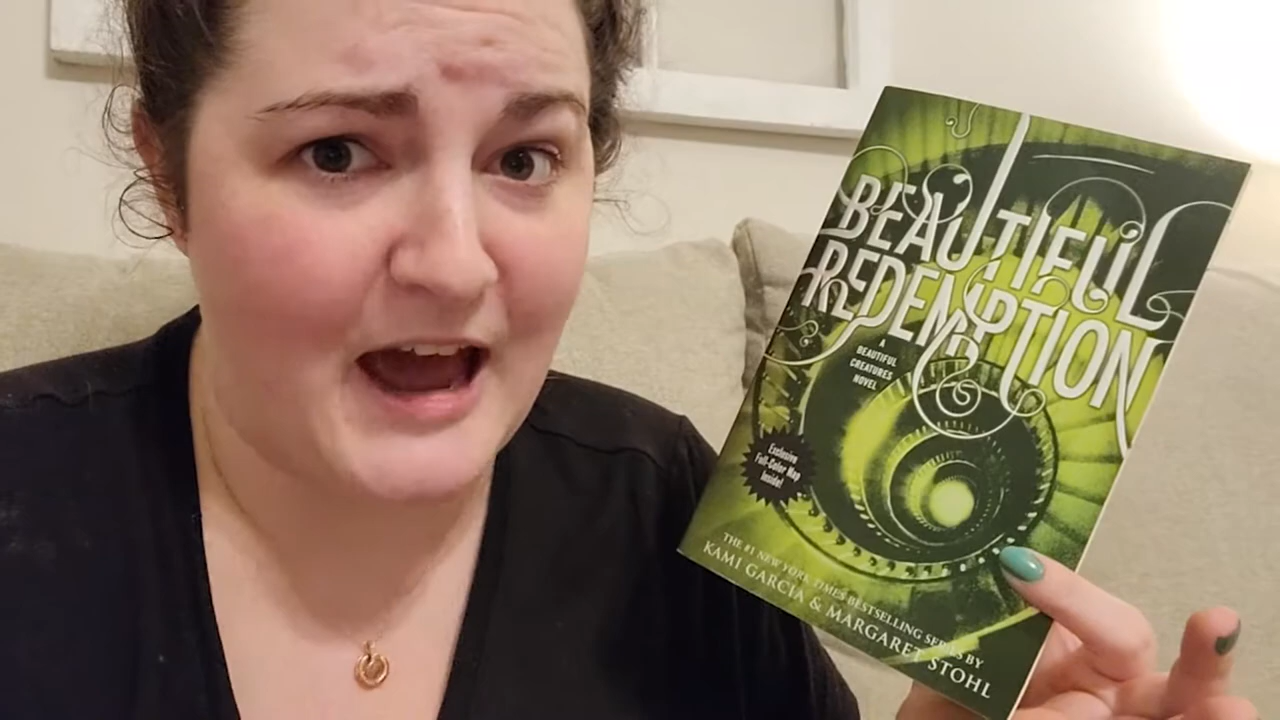 BEAUTIFUL
REDEMPTION
A
BEAUTIFUL
CREATURES
NOVEL
Exclusive
Full-Color Map
Inside!
THE #1 NEW YORK TIMES BESTSELLING SERIES BY
KAMI GARCIA & MARGARET STOHL